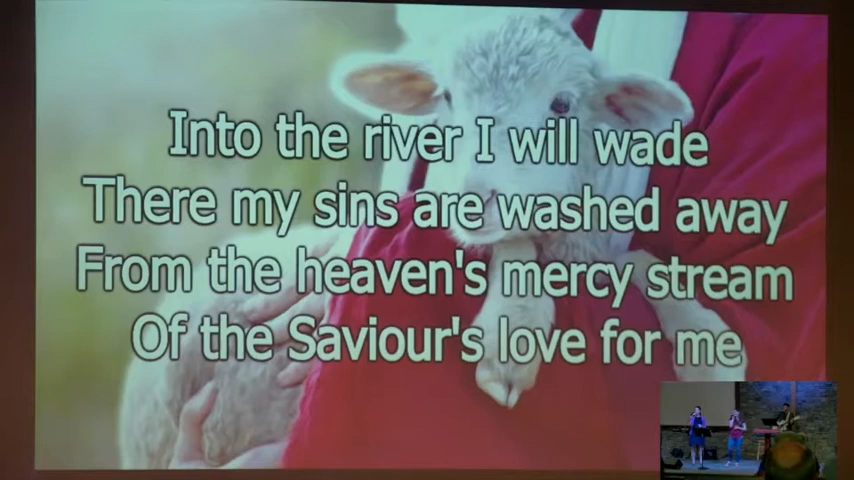 Into the river I will wade
There my sins are washed away
From the heaven's mercy stream
Of the Saviour's love for me